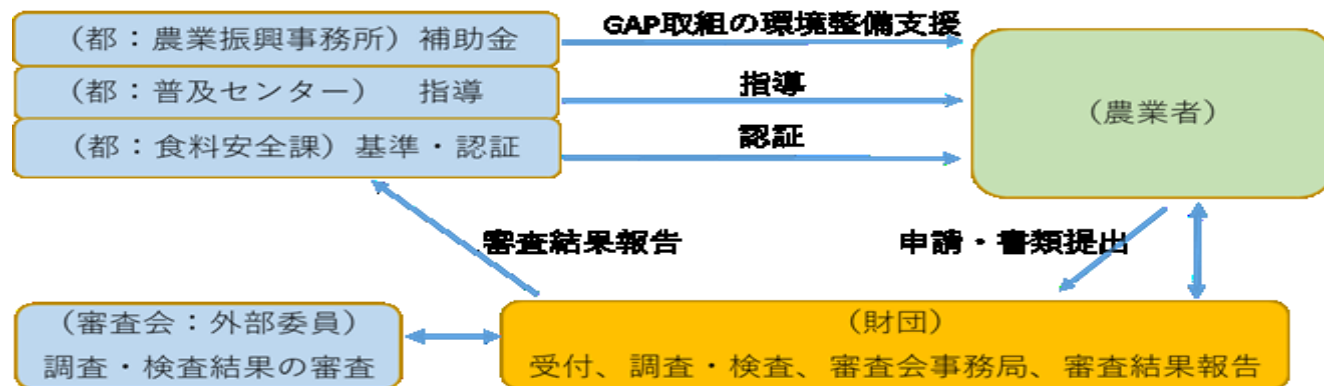 （都：農業振興事務所）補助金
GAP取組の環境整備支援
（都：普及センター）　指導
指導
（都：食料安全課）基準・認証
認証
（農業者）
審査結果報告
申請・書類提出
（審査会：外部委員）
調査・検査結果の審査
（財団）
受付、調査・検査、審査会事務局、審査結果報告